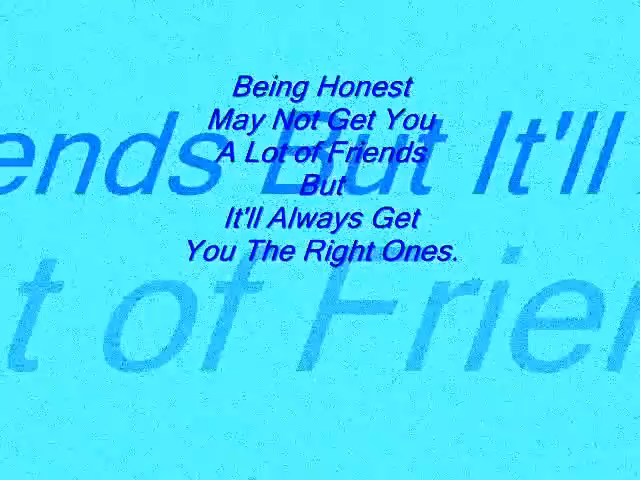 Being Honest
May Not Get You
A Lot of Friends
But
It'll Always Get
You The Right Ones.
ends But It'll
t of Frien